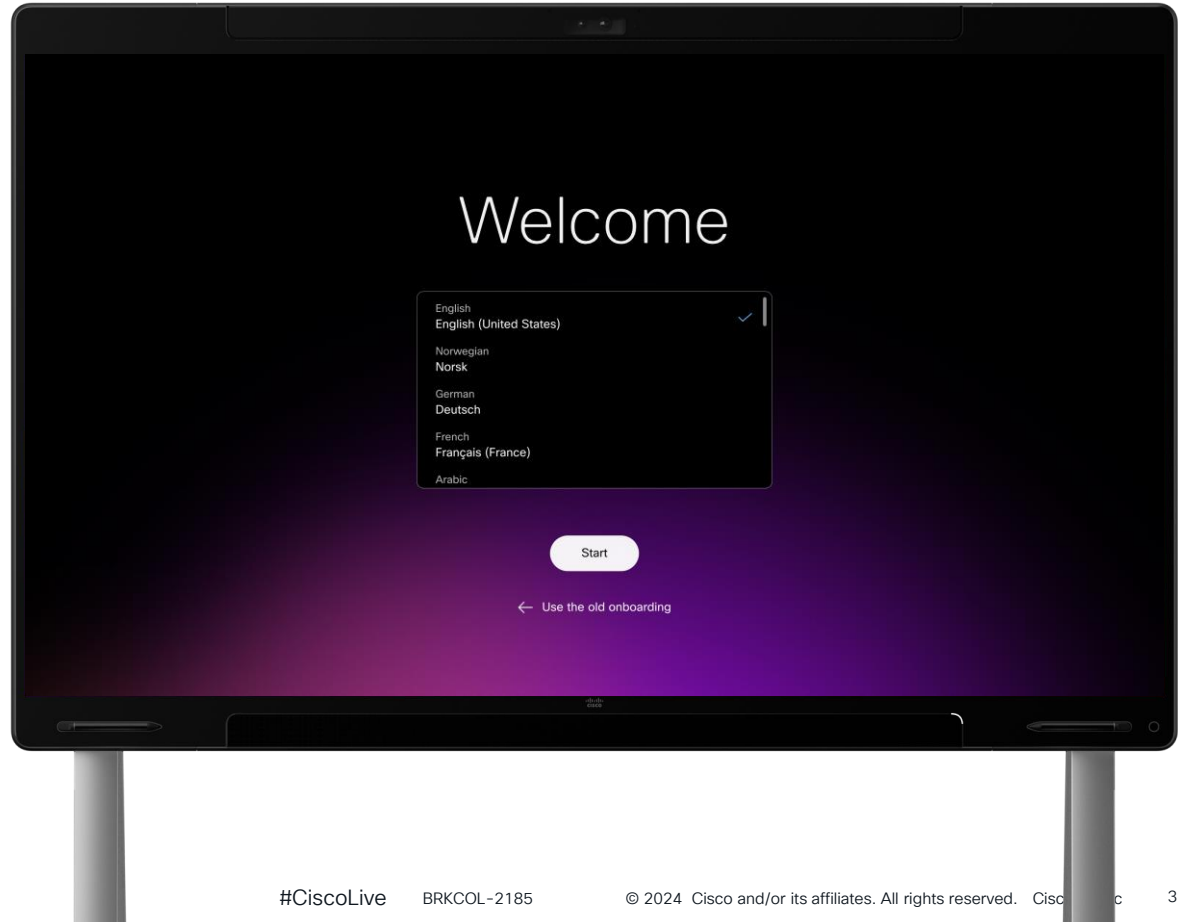 Welcome
English
English (United States)
Norwegian
Norsk
German
Deutsch
French
Français (France)
Arabic
Start
← Use the old onboarding
CISCO
#CiscoLive BRKCOL-2185 © 2024 Cisco and/or its affiliates. All rights reserved. 3